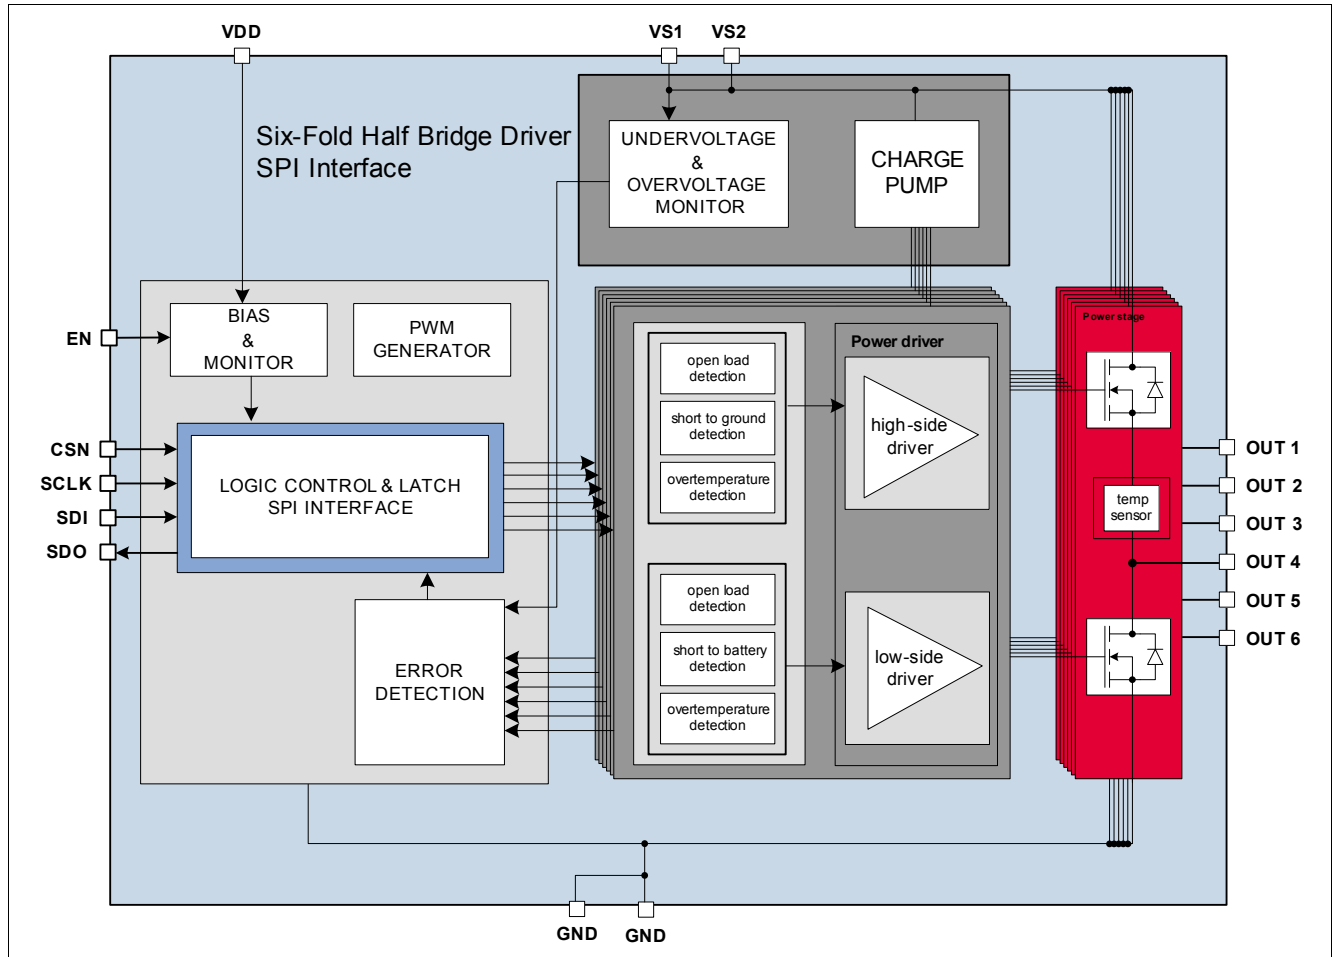 VDD
VS1
VS2
Six-Fold Half Bridge Driver
SPI Interface
UNDERVOLTAGE
&
OVERVOLTAGE
MONITOR
CHARGE
PUMP
EN
BIAS
&
MONITOR
PWM
GENERATOR
CSN
SCLK
SDI
SDO
LOGIC CONTROL & LATCH
SPI INTERFACE
ERROR
DETECTION
open load
detection
short to ground
detection
overtemperature
detection
open load
detection
short to battery
detection
overtemperature
detection
Power driver
high-side
driver
low-side
driver
Power stage
temp
sensor
OUT 1
OUT 2
OUT 3
OUT 4
OUT 5
OUT 6
GND
GND